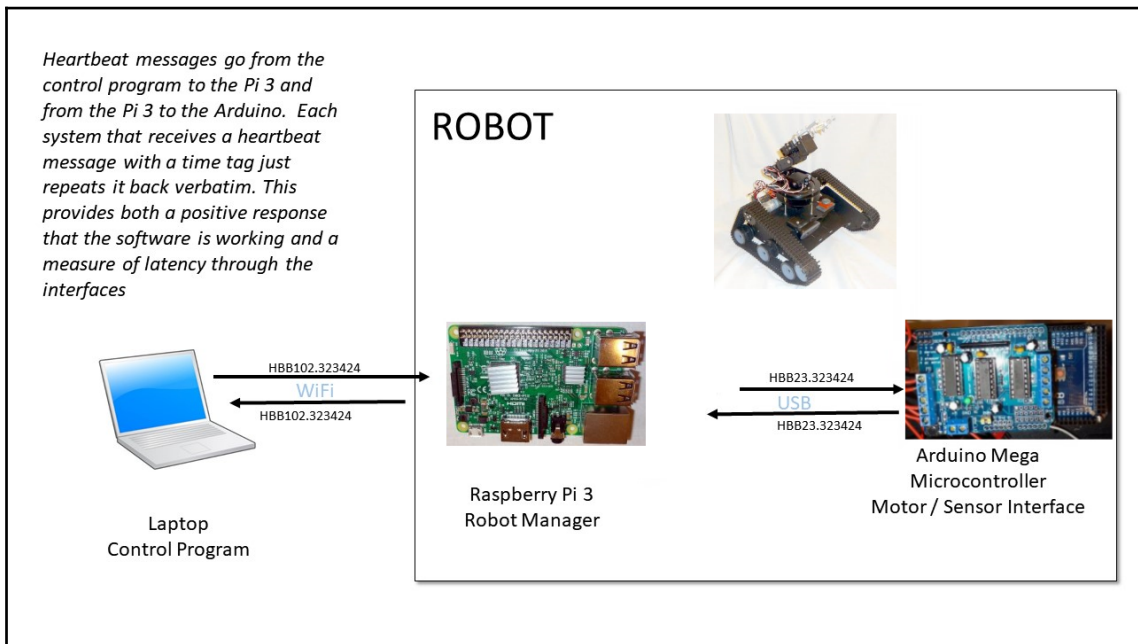 Heartbeat messages go from the
control program to the Pi 3 and
from the Pi 3 to the Arduino.  Each
system that receives a heartbeat
message with a time tag just
repeats it back verbatim. This
provides both a positive response
that the software is working and a
measure of latency through the
interfaces
ROBOT
HBB102.323424
WiFi
HBB102.323424
HBB23.323424
USB
HBB23.323424
Laptop
Control Program
Raspberry Pi 3
Robot Manager
Arduino Mega
Microcontroller
Motor / Sensor Interface